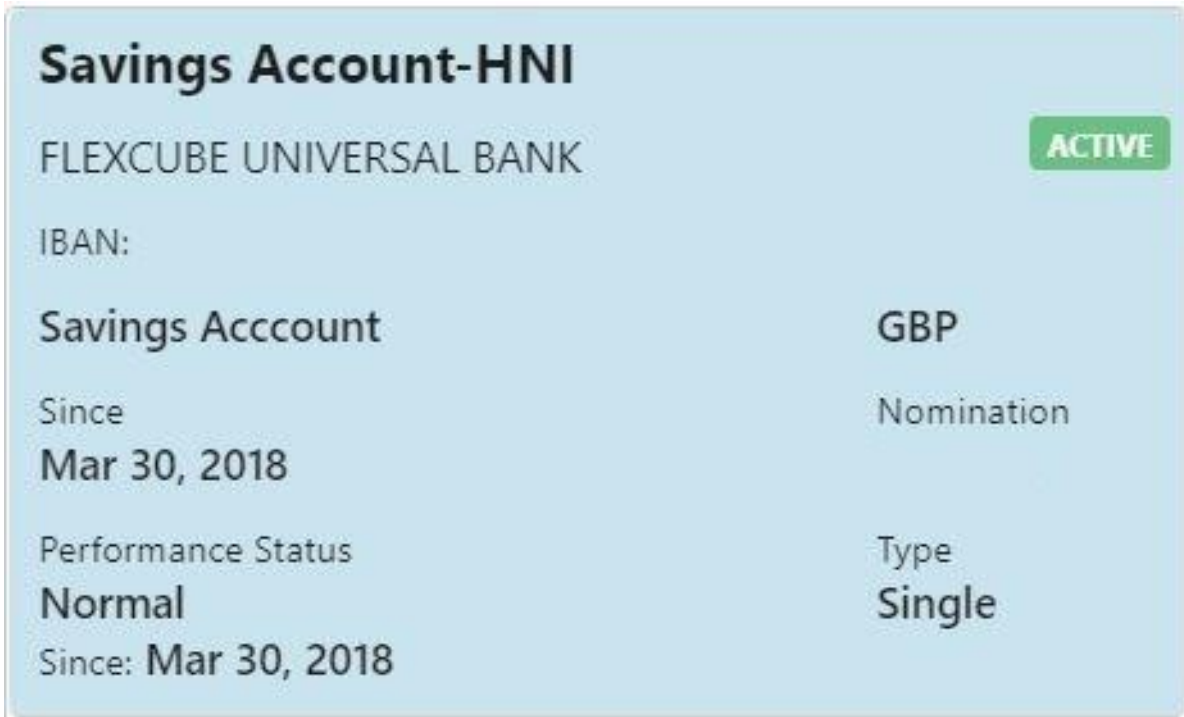 Savings Account-HNI
FLEXCUBE UNIVERSAL BANK
ACTIVE
IBAN:
Savings Acccount GBP
Since Nomination
Mar 30, 2018
Performance Status Type
Normal Single
Since: Mar 30, 2018